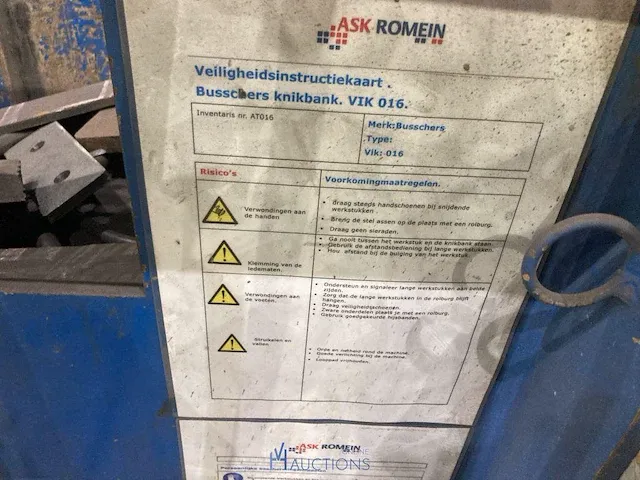 ASK ROMEIN
Veiligheidsinstructiekaart .
Busschers knikbank. VIK 016.
Inventaris nr. AT016
Merk:Busschers
Type:
Vik: 016
Risico's
Voorkomingmaatregelen.
Verwondingen aan
de handen
• Draag steeds handschoenen bij snijdende
werkstukken .
• Breng de stel assen op de plaats met een rolburg.
• Draag geen sieraden.
Klemming van de
ledematen.
• Ga nooit tussen het werkstuk en de knikbank staan
• Gebruik de afstandsbediening bij lange werkstukken.
• Hou afstand bij de buiging van het werkstuk.
Verwondingen aan
de voeten.
• Ondersteun en signaleer lange werkstukken aan beide
zijden.
• Zorg dat de lange werkstukken in de rolburg blijft
hangen.
• Draag veiligheidschoenen.
• Zware onderdelen plaats je met een rolburg.
• Gebruik goedgekeurde hijsbanden.
Struikelen en
vallen
• Orde en netheid rond de machine.
• Goede verlichting bij de machine.
• Looppad vrijhouden.
ASK ROMEIN
AUCTIONS